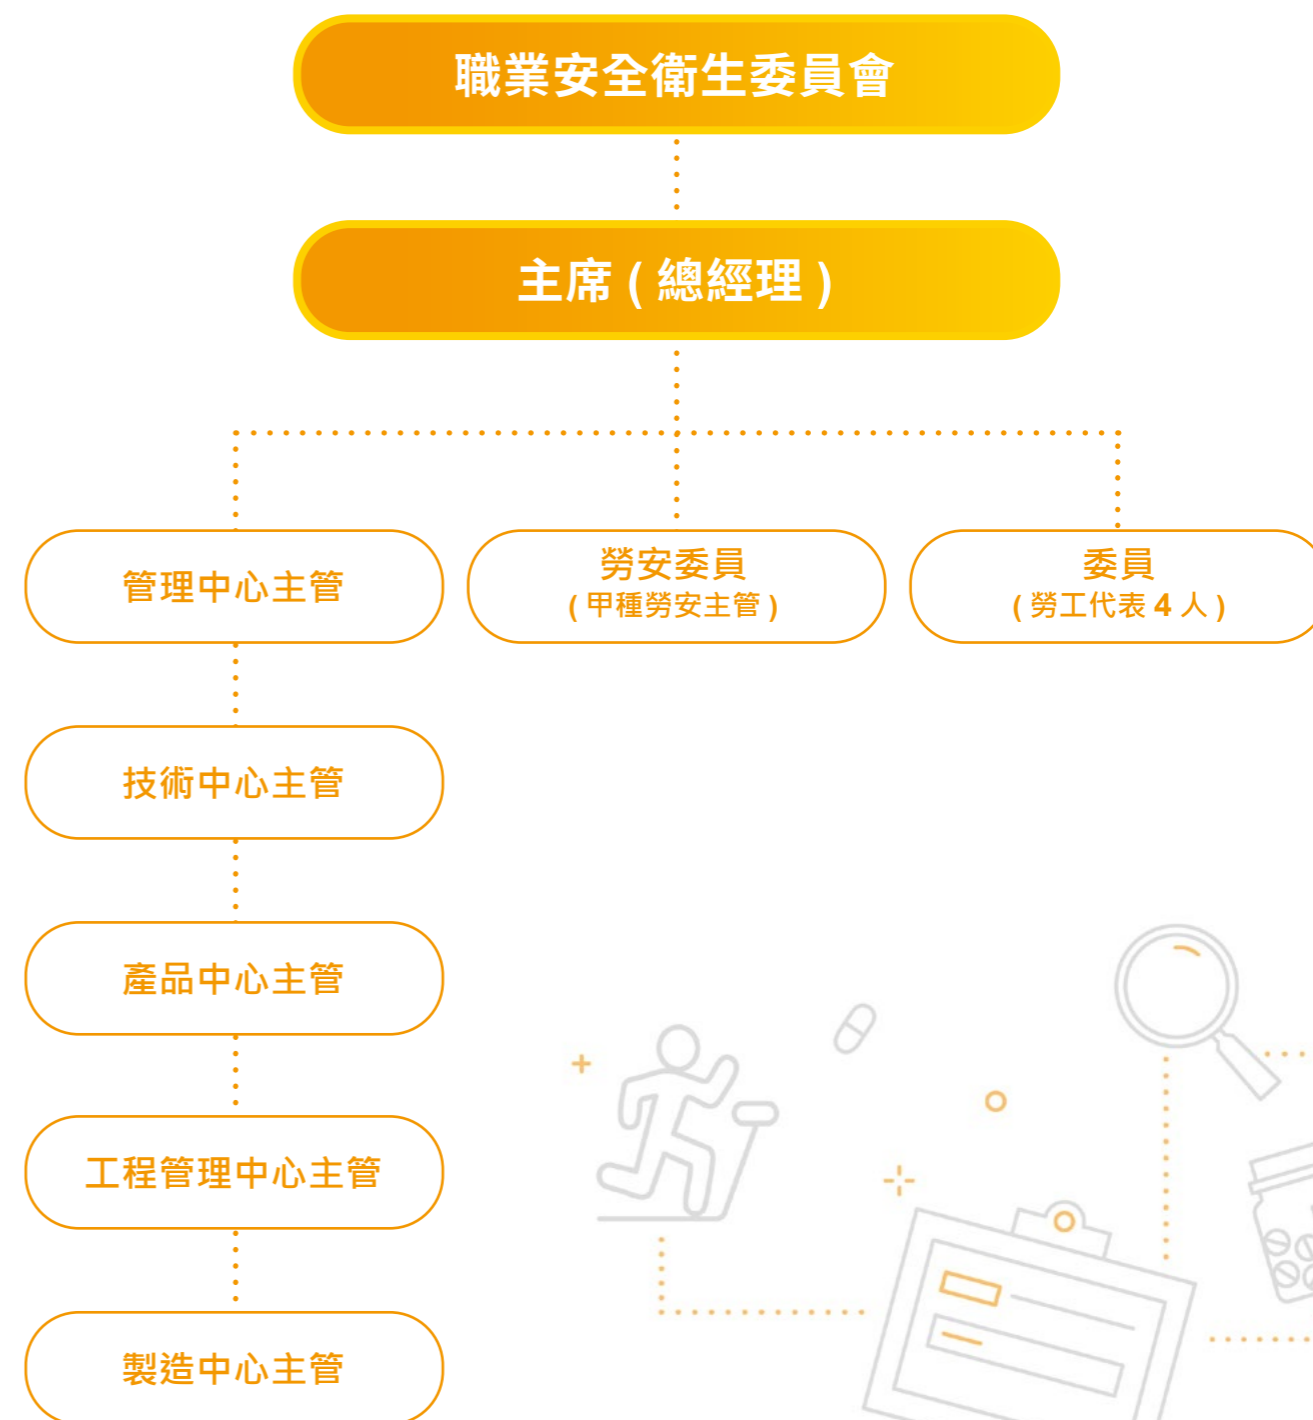 職業安全衛生委員會
主席 ( 總經理 )
管理中心主管
勞安委員
( 甲種勞安主管 )
委員
( 勞工代表 4 人 )
技術中心主管
產品中心主管
工程管理中心主管
製造中心主管